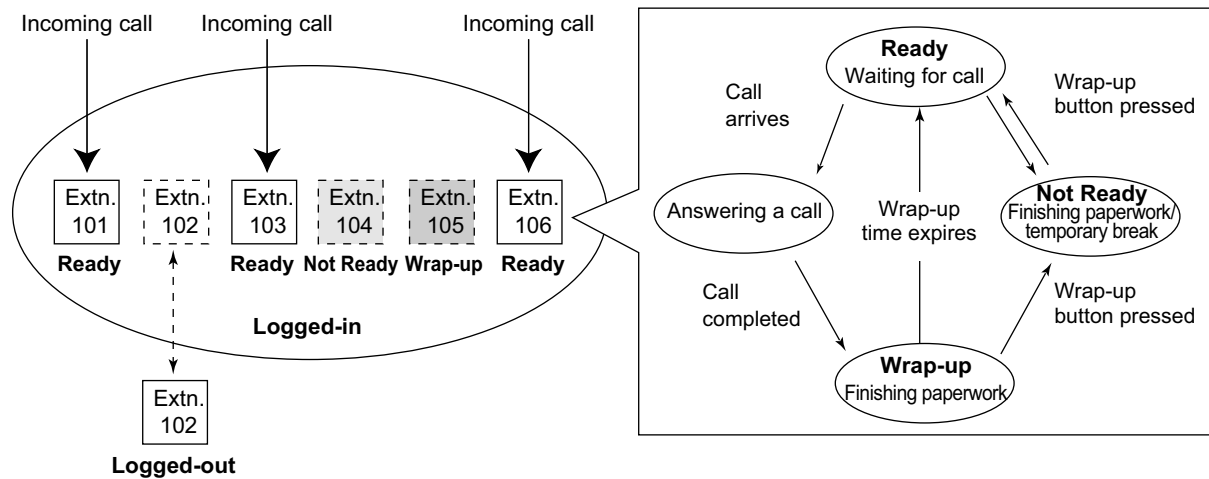 Incoming call
Incoming call
Incoming call
Extn.
101
Extn.
102
Extn.
103
Extn.
104
Extn.
105
Extn.
106
Ready
Ready
Not Ready
Wrap-up
Ready
Logged-in
Extn.
102
Logged-out
Ready
Waiting for call
Call
arrives
Wrap-up
button pressed
Answering a call
Wrap-up
time expires
Not Ready
Finishing paperwork/
temporary break
Call
completed
Wrap-up
button pressed
Wrap-up
Finishing paperwork